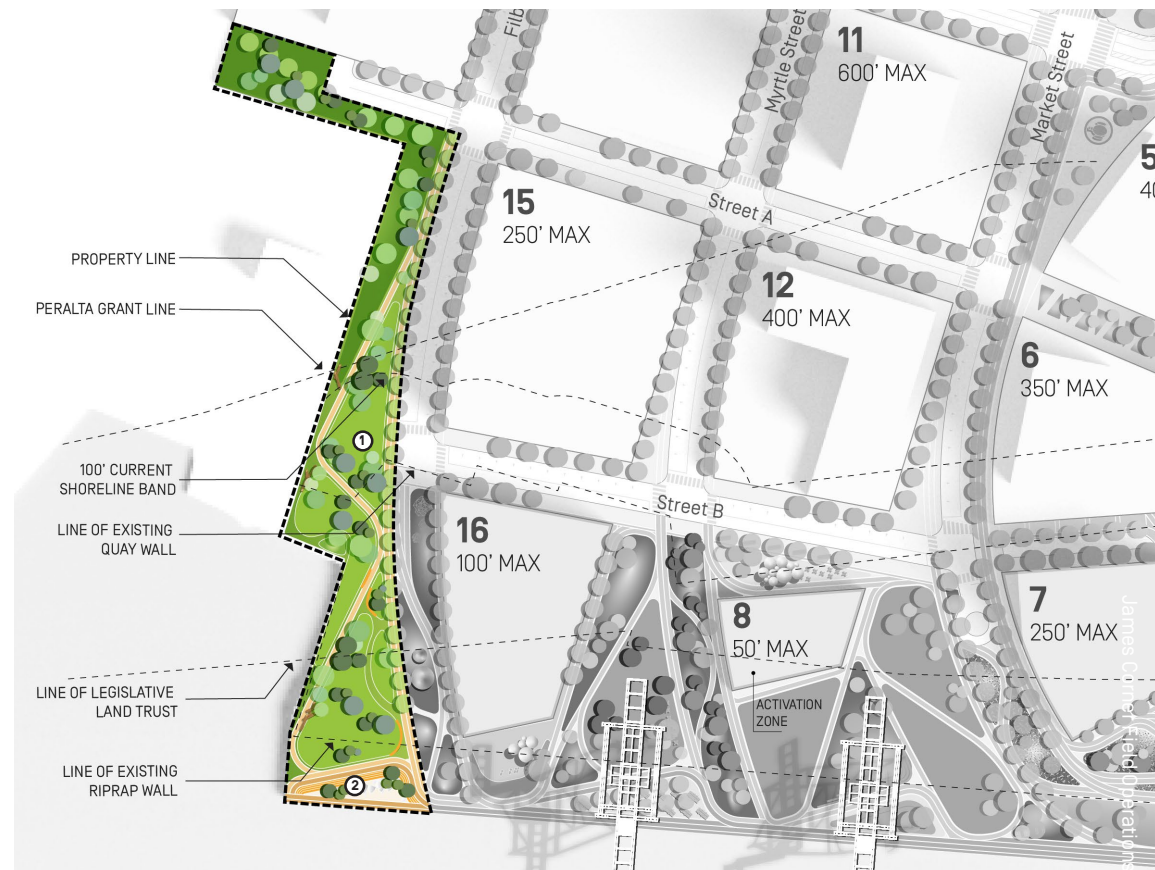 Filb
Myrtle Street
11
600’ MAX
Market Street
5
40
15
250’ MAX
Street A
PROPERTY LINE
PERALTA GRANT LINE
12
400’ MAX
6
350’ MAX
1
100’ CURRENT
SHORELINE BAND
LINE OF EXISTING
QUAY WALL
Street B
16
100’ MAX
8
50’ MAX
7
250’ MAX
ACTIVATION
ZONE
LINE OF LEGISLATIVE
LAND TRUST
LINE OF EXISTING
RIPRAP WALL
2
James Corner Field Operations